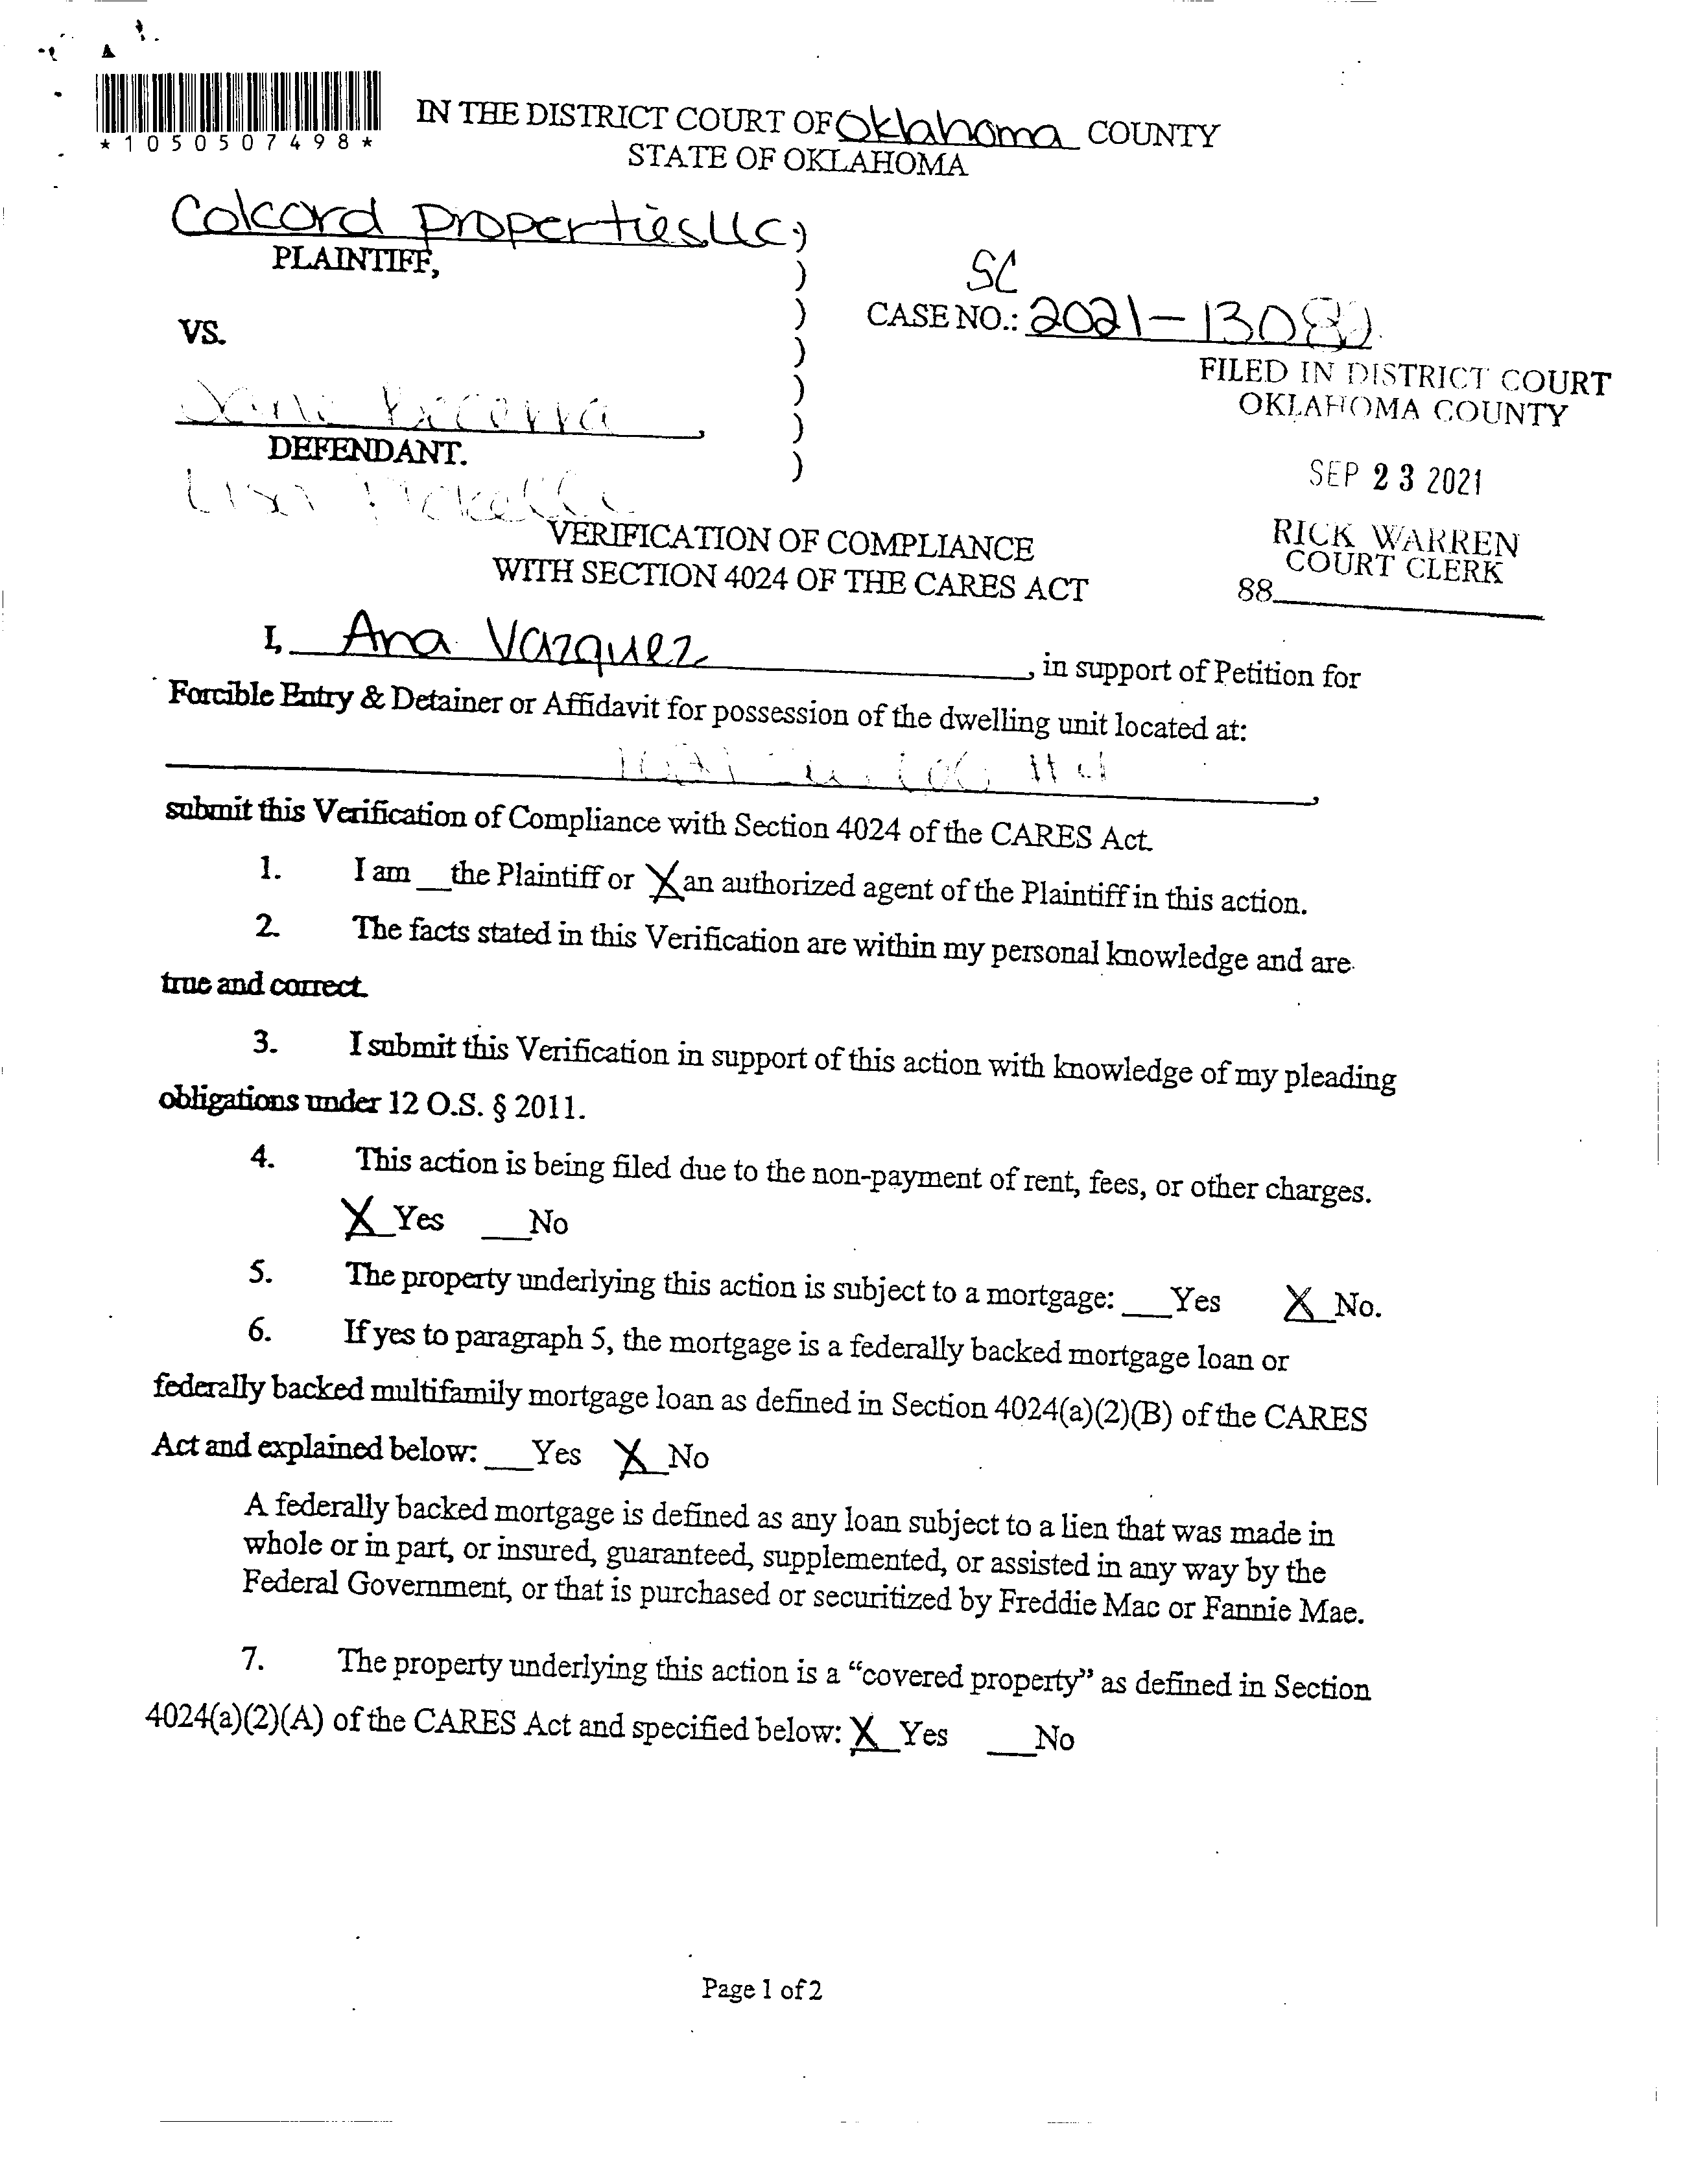 *1050507498*
IN THE DISTRICT COURT OF Oklahoma COUNTY
STATE OF OKLAHOMA
Colcord Properties LLC )
PLAINTIFF, )
SC
VS. ) CASE NO.: 2021-1308
FILED IN DISTRICT COURT
OKLAHOMA COUNTY
Becerra ,
DEFENDANT. )
SEP 23 2021
Lisa
RICK WARREN
COURT CLERK
88
VERIFICATION OF COMPLIANCE
WITH SECTION 4024 OF THE CARES ACT
I, Ana Vazquez, in support of Petition for
Forcible Entry & Detainer or Affidavit for possession of the dwelling unit located at:
submit this Verification of Compliance with Section 4024 of the CARES Act.
1. I am __the Plaintiff or X an authorized agent of the Plaintiff in this action.
2. The facts stated in this Verification are within my personal knowledge and are
true and correct.
3. I submit this Verification in support of this action with knowledge of my pleading
obligations under 12 O.S. § 2011.
4. This action is being filed due to the non-payment of rent, fees, or other charges.
X Yes ___No
5. The property underlying this action is subject to a mortgage: ___Yes X No.
6. If yes to paragraph 5, the mortgage is a federally backed mortgage loan or
federally backed multifamily mortgage loan as defined in Section 4024(a)(2)(B) of the CARES
Act and explained below: ___Yes X No
A federally backed mortgage is defined as any loan subject to a lien that was made in
whole or in part, or insured, guaranteed, supplemented, or assisted in any way by the
Federal Government, or that is purchased or securitized by Freddie Mac or Fannie Mae.
7. The property underlying this action is a “covered property” as defined in Section
4024(a)(2)(A) of the CARES Act and specified below: X Yes ___No
Page 1 of 2